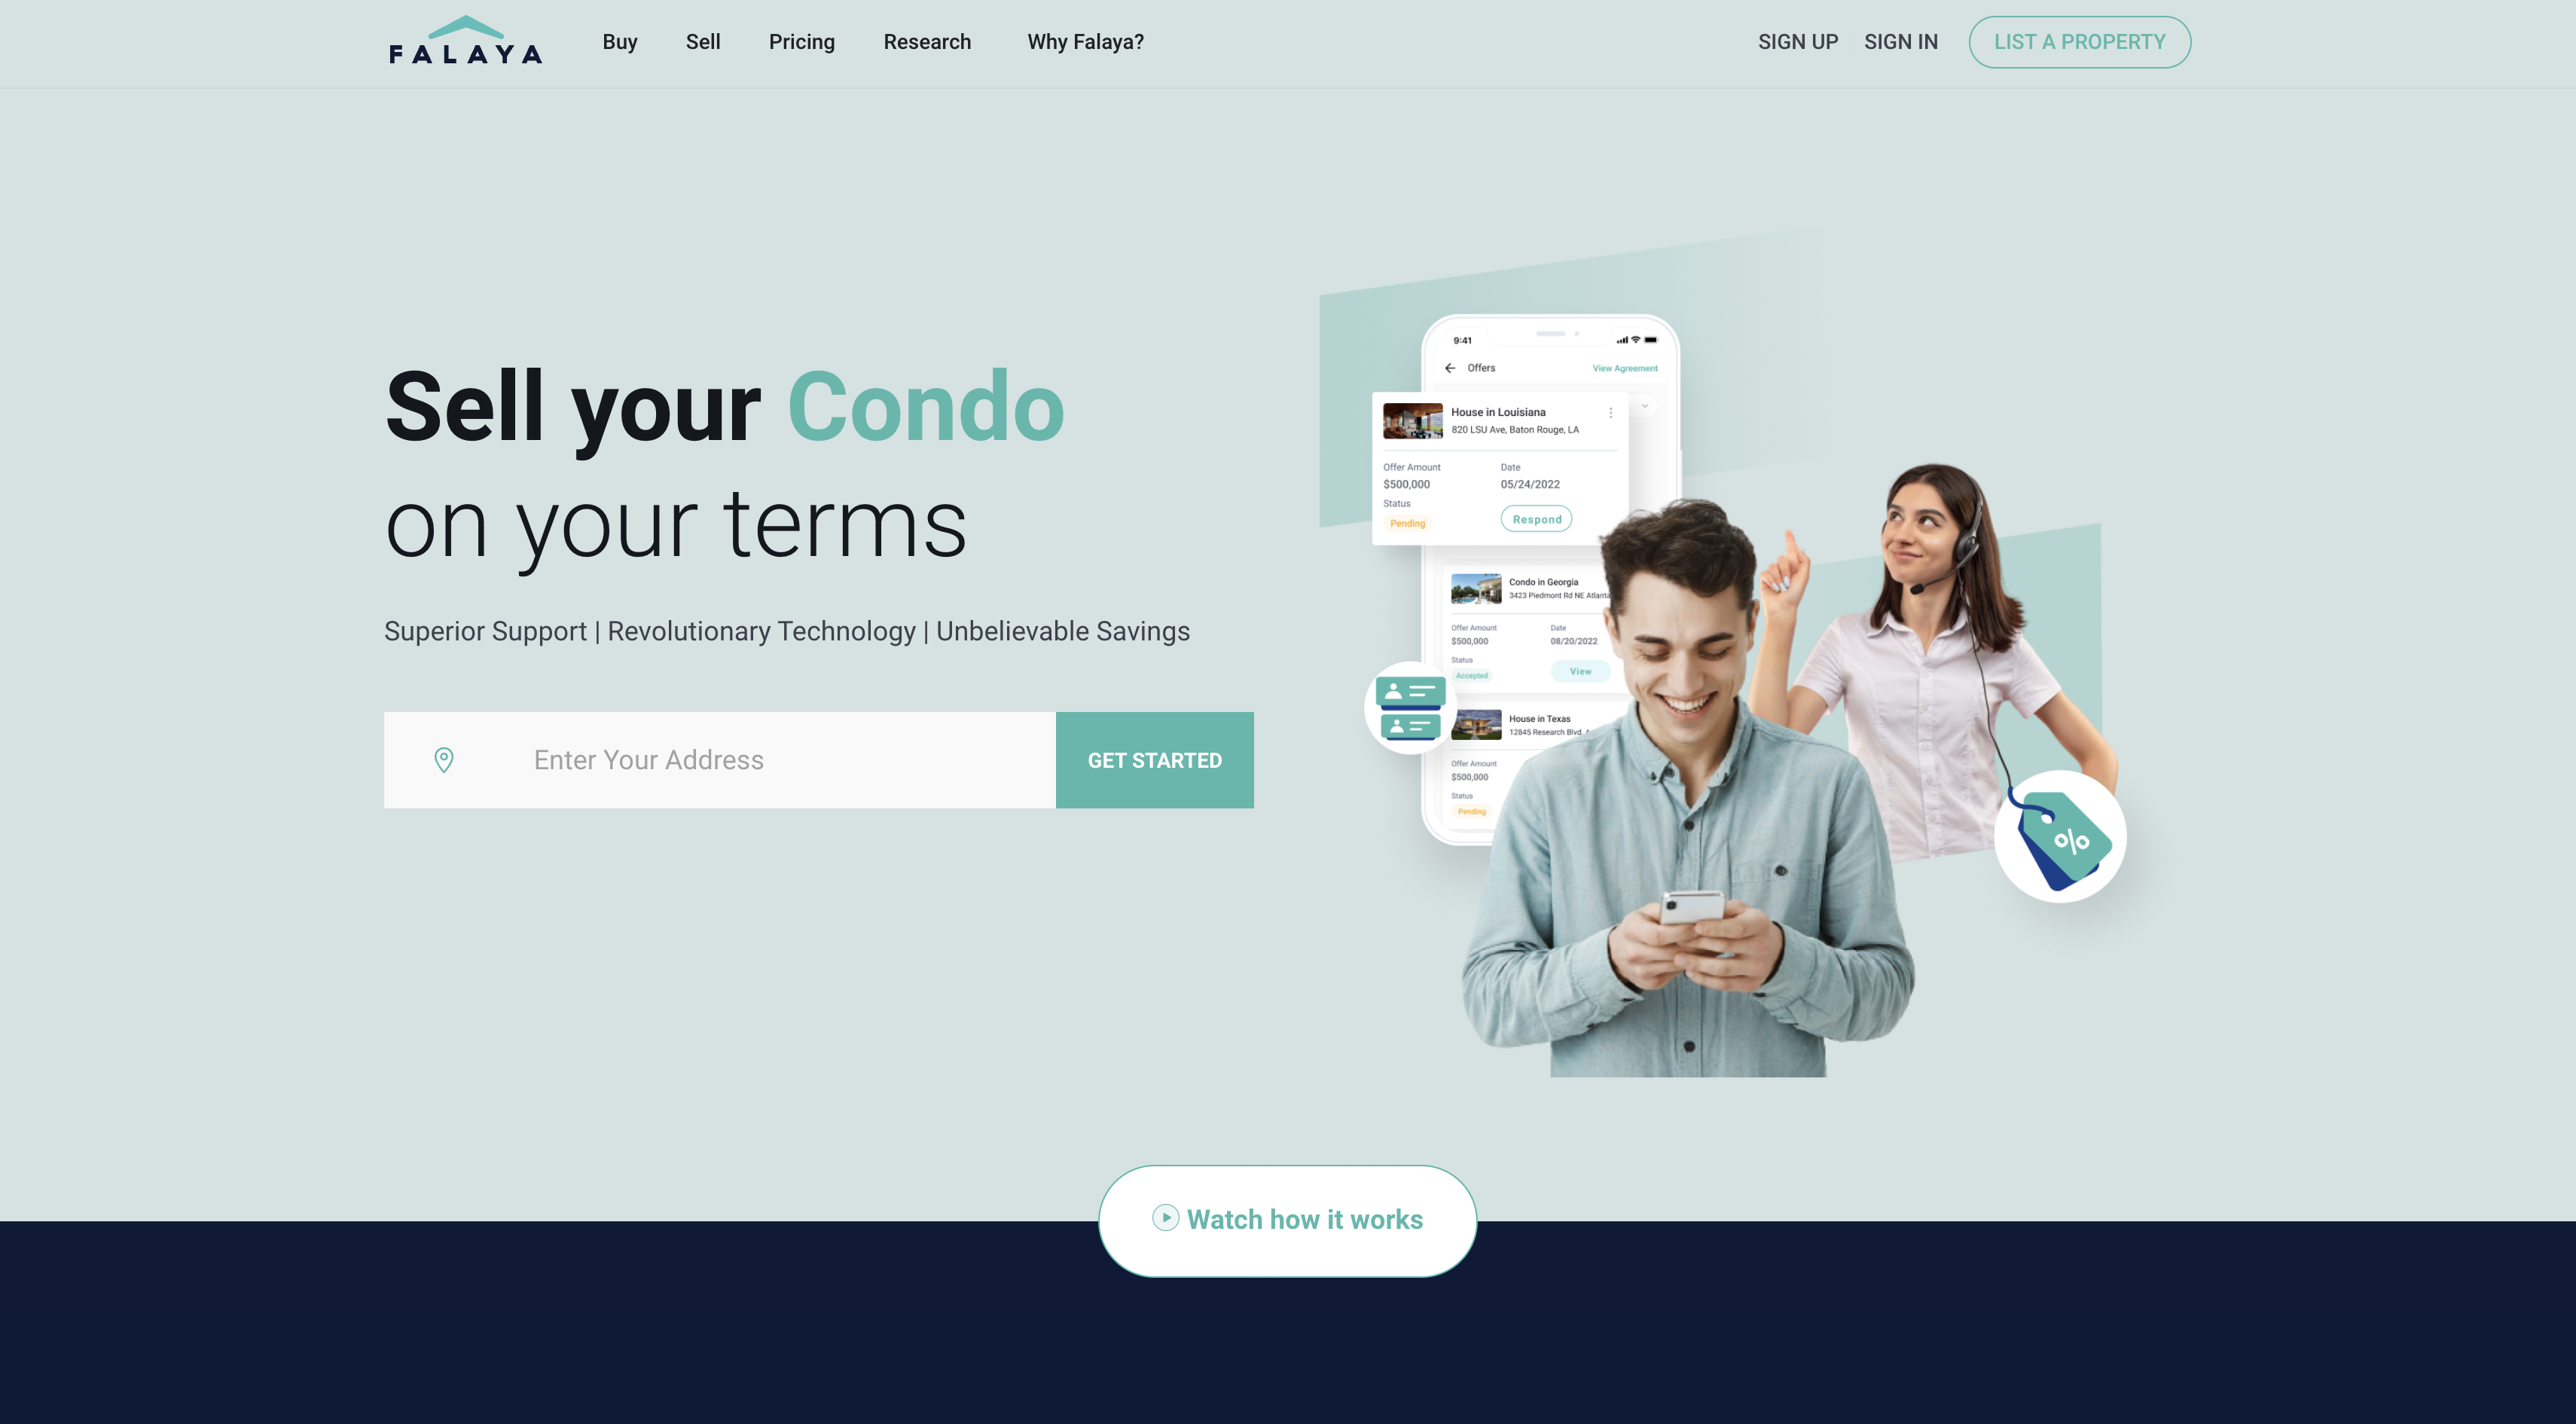 FALAYA
Buy
Sell
Pricing
Research
Why Falaya?
SIGN UP
SIGN IN
LIST A PROPERTY
Sell your Condo
on your terms
Superior Support | Revolutionary Technology | Unbelievable Savings
Enter Your Address
GET STARTED
9:41
Offers
View Agreement
House in Louisiana
820 LSU Ave, Baton Rouge, LA
Offer Amount
Date
$500,000
05/24/2022
Status
Pending
Respond
Condo in Georgia
3423 Piedmont Rd NE Atlanta
Offer Amount
Date
$500,000
08/20/2022
Status
Accepted
View
House in Texas
12845 Research Blvd,
Offer Amount
$500,000
Status
Pending
%
Watch how it works